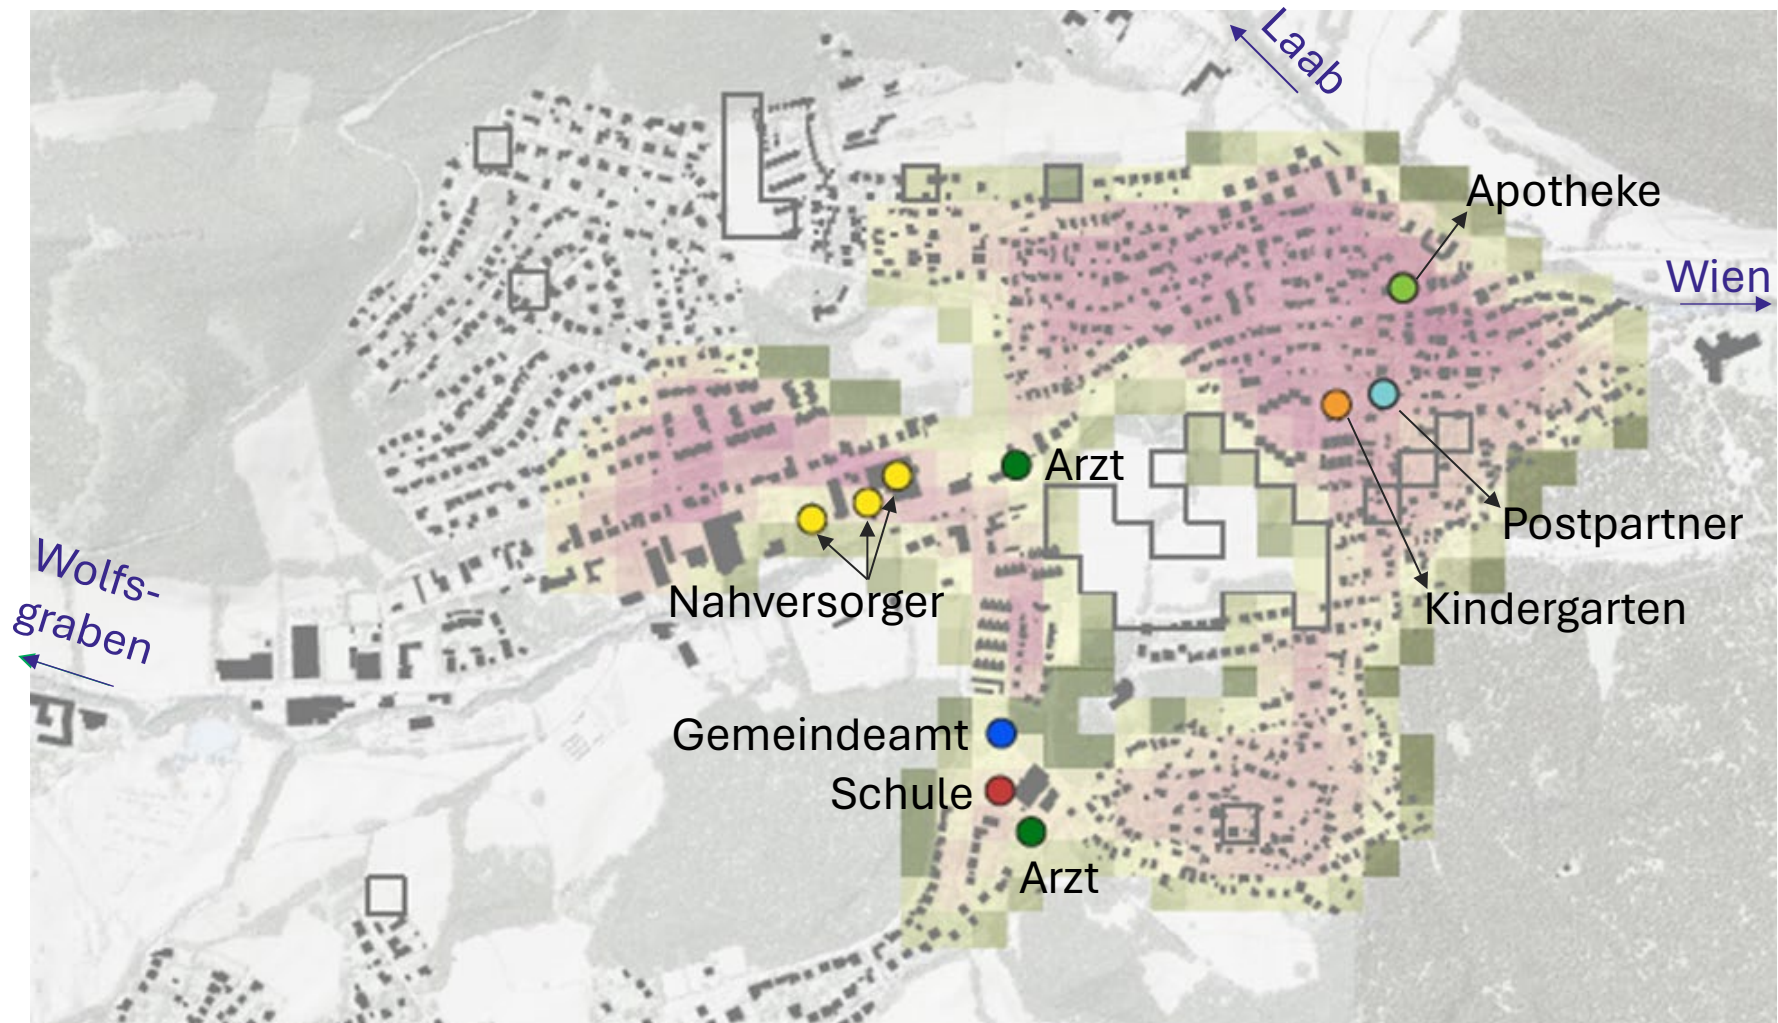 Laab
Apotheke
Wien
Arzt
Postpartner
Wolfs-
graben
Nahversorger
Kindergarten
Gemeindeamt
Schule
Arzt